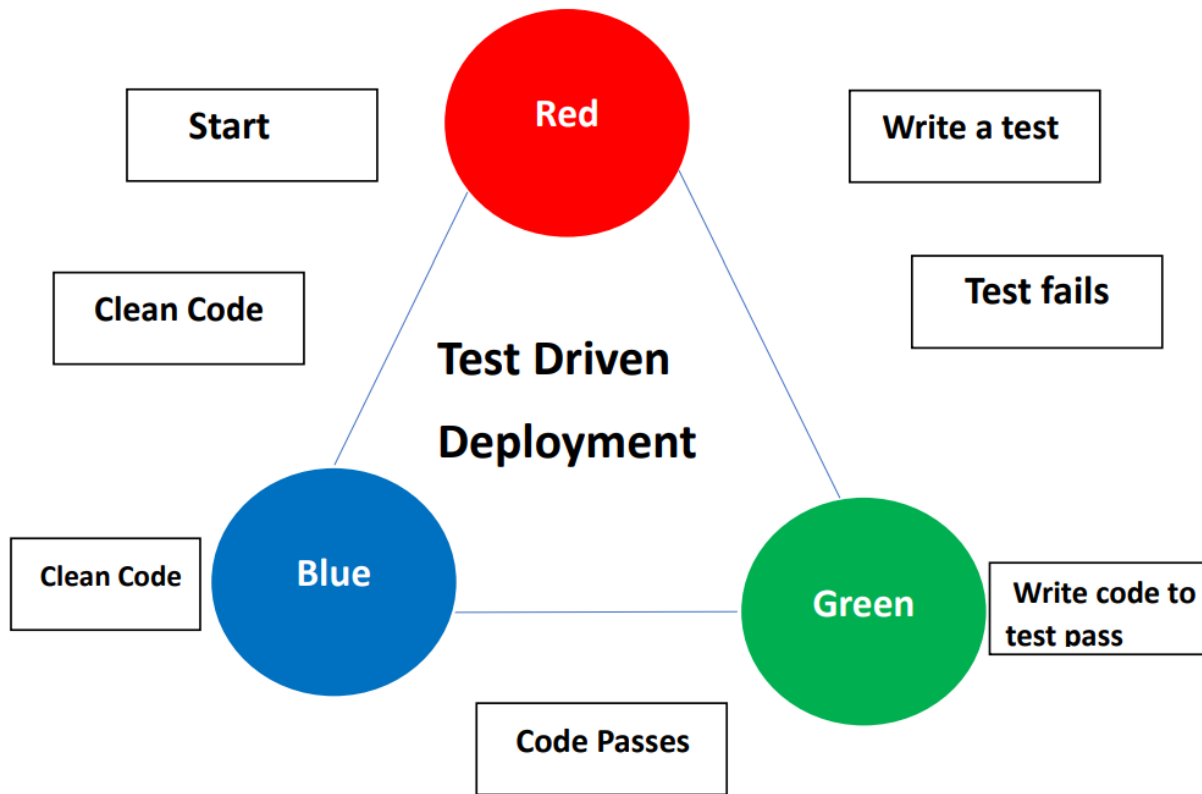 Red
Start
Write a test
Clean Code
Test fails
Test Driven
Deployment
Clean Code
Blue
Green
Write code to
test pass
Code Passes